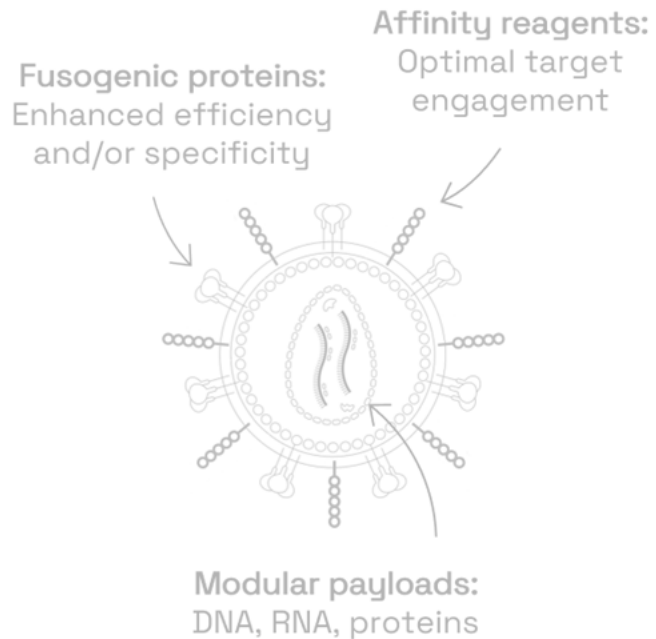 Affinity reagents:
Optimal target
engagement
Fusogenic proteins:
Enhanced efficiency
and/or specificity
Modular payloads:
DNA, RNA, proteins